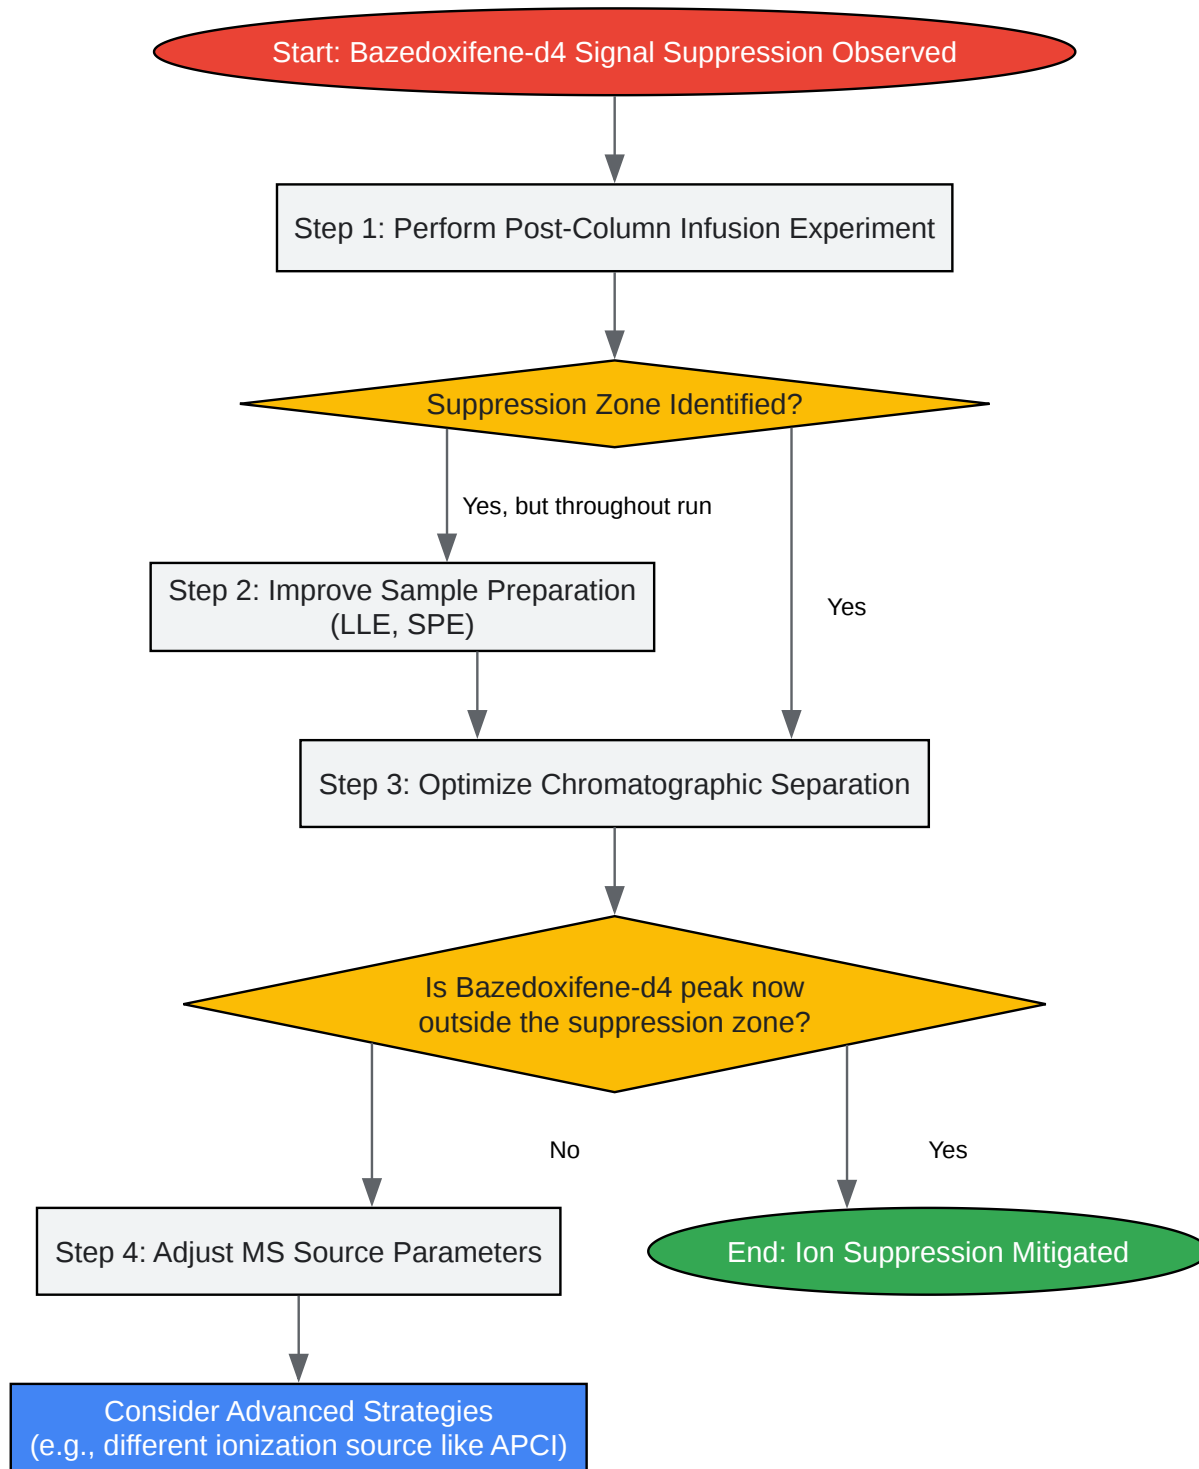 Start: Bazedoxifene-d4 Signal Suppression Observed
Step 1: Perform Post-Column Infusion Experiment
Suppression Zone Identified?
Yes, but throughout run
Step 2: Improve Sample Preparation
(LLE, SPE)
Yes
Step 3: Optimize Chromatographic Separation
Is Bazedoxifene-d4 peak now
outside the suppression zone?
No
Yes
Step 4: Adjust MS Source Parameters
End: Ion Suppression Mitigated
Consider Advanced Strategies
(e.g., different ionization source like APCI)